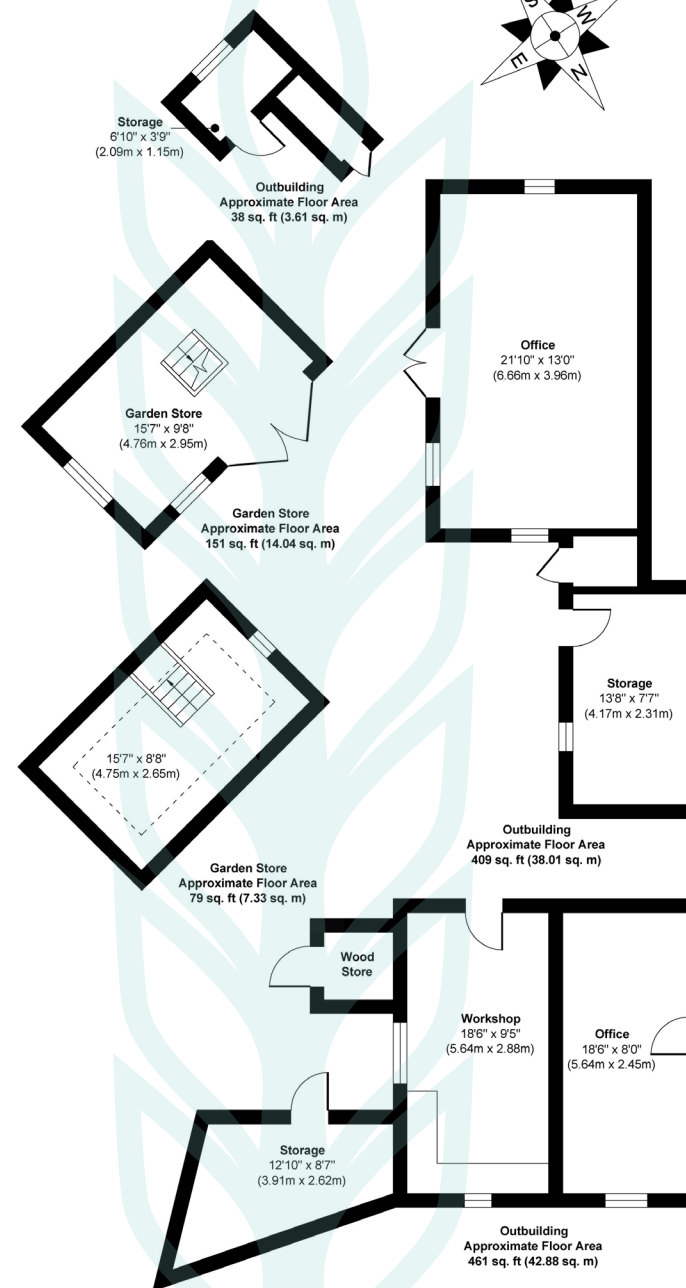 S
W
E
N
Storage
6'10" x 3'9"
(2.09m x 1.15m)
Outbuilding
Approximate Floor Area
38 sq. ft (3.61 sq. m)
Office
21'10" x 13'0"
(6.66m x 3.96m)
Garden Store
15'7" x 9'8"
(4.76m x 2.95m)
Garden Store
Approximate Floor Area
151 sq. ft (14.04 sq. m)
Storage
13'8" x 7'7"
(4.17m x 2.31m)
15'7" x 8'8"
(4.75m x 2.65m)
Outbuilding
Approximate Floor Area
409 sq. ft (38.01 sq. m)
Garden Store
Approximate Floor Area
79 sq. ft (7.33 sq. m)
Wood
Store
Workshop
18'6" x 9'5"
(5.64m x 2.88m)
Office
18'6" x 8'0"
(5.64m x 2.45m)
Storage
12'10" x 8'7"
(3.91m x 2.62m)
Outbuilding
Approximate Floor Area
461 sq. ft (42.88 sq. m)